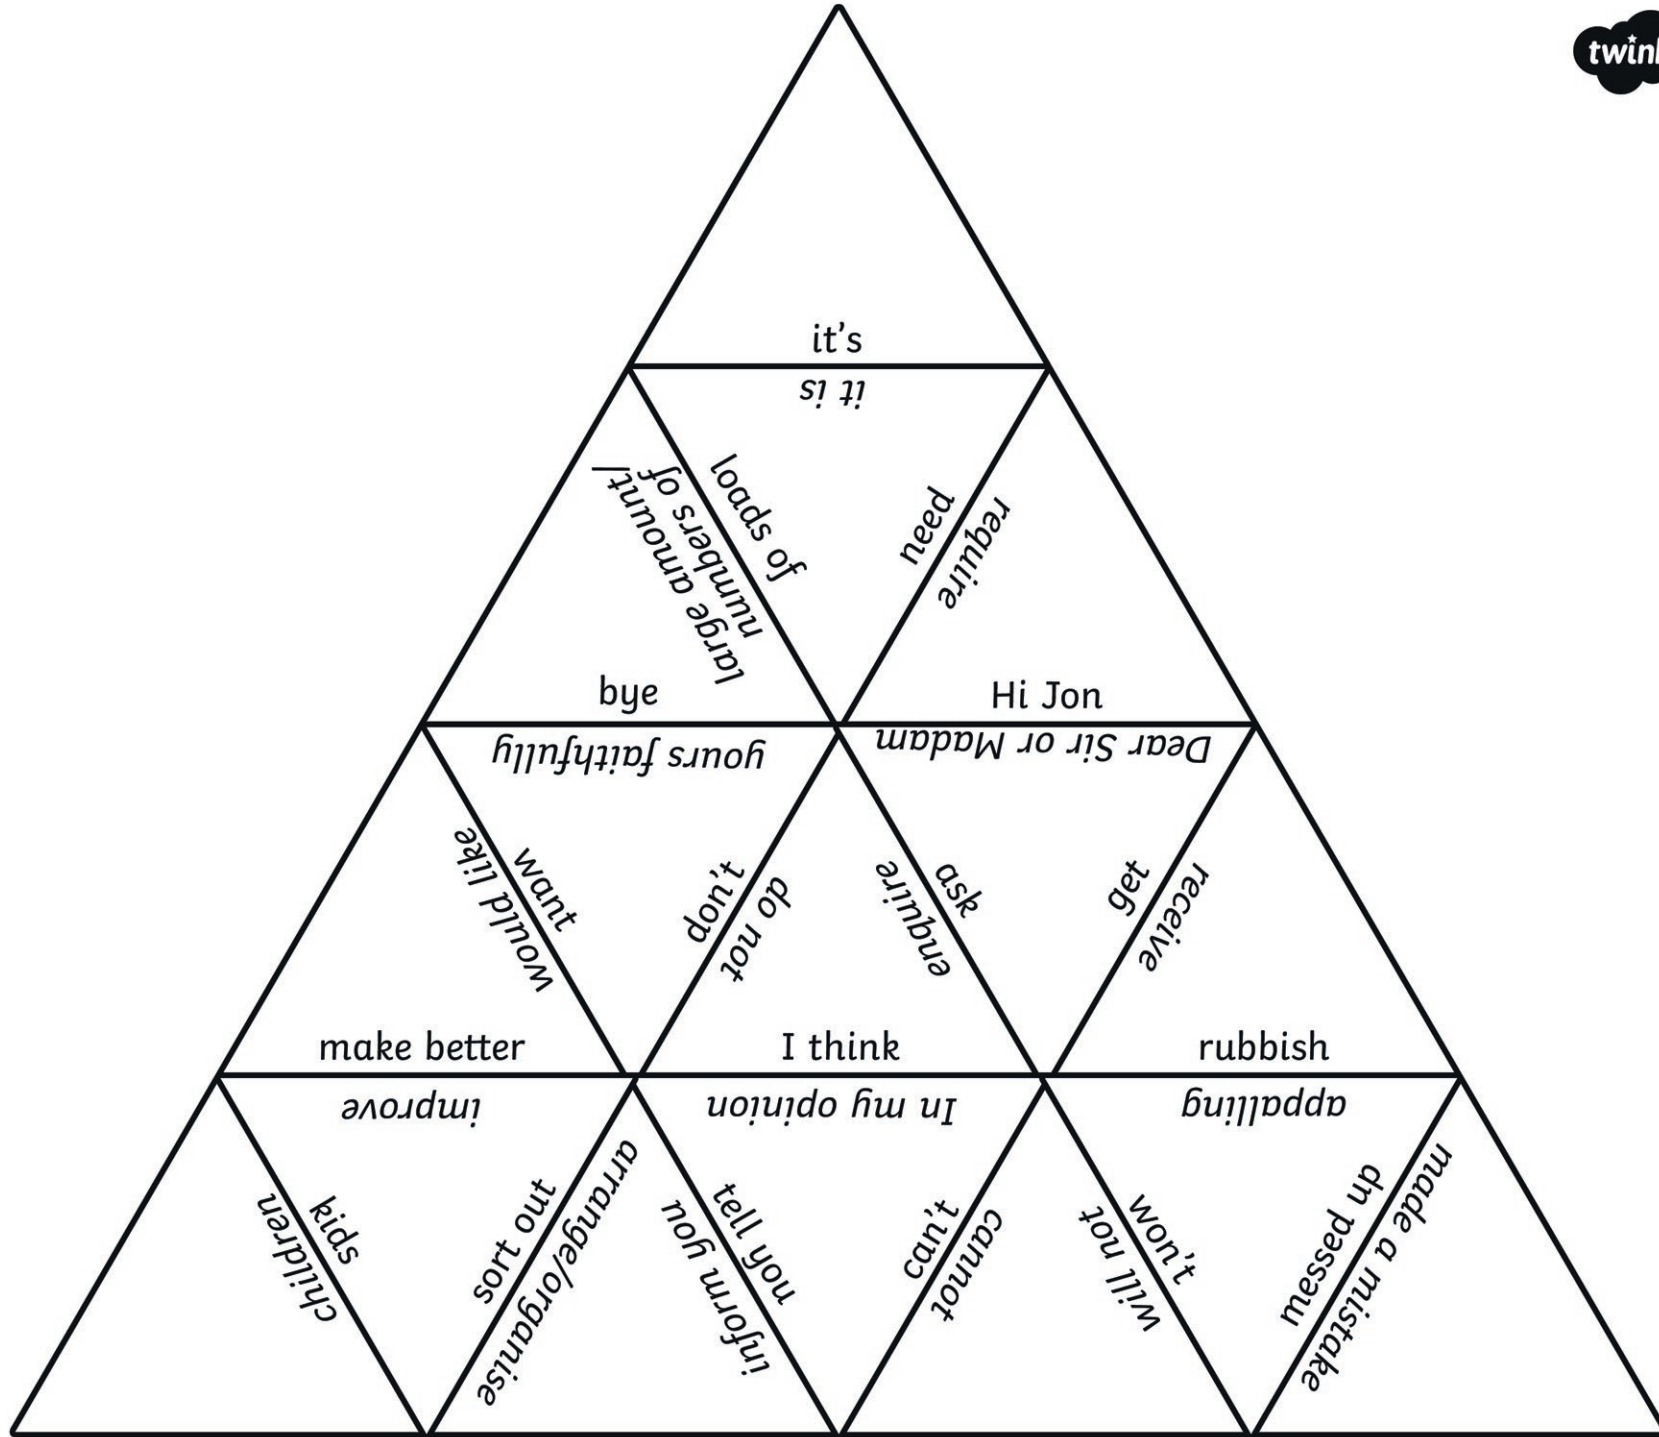 twinkl
it's
it is
loads of
large amount/
numbers of
need
require
bye
yours faithfully
Hi Jon
Dear Sir or Madam
want
would like
don't
do not
ask
enquire
get
receive
make better
improve
I think
In my opinion
rubbish
appalling
kids
children
sort out
arrange/organise
tell you
inform you
can't
cannot
won't
will not
messed up
made a mistake